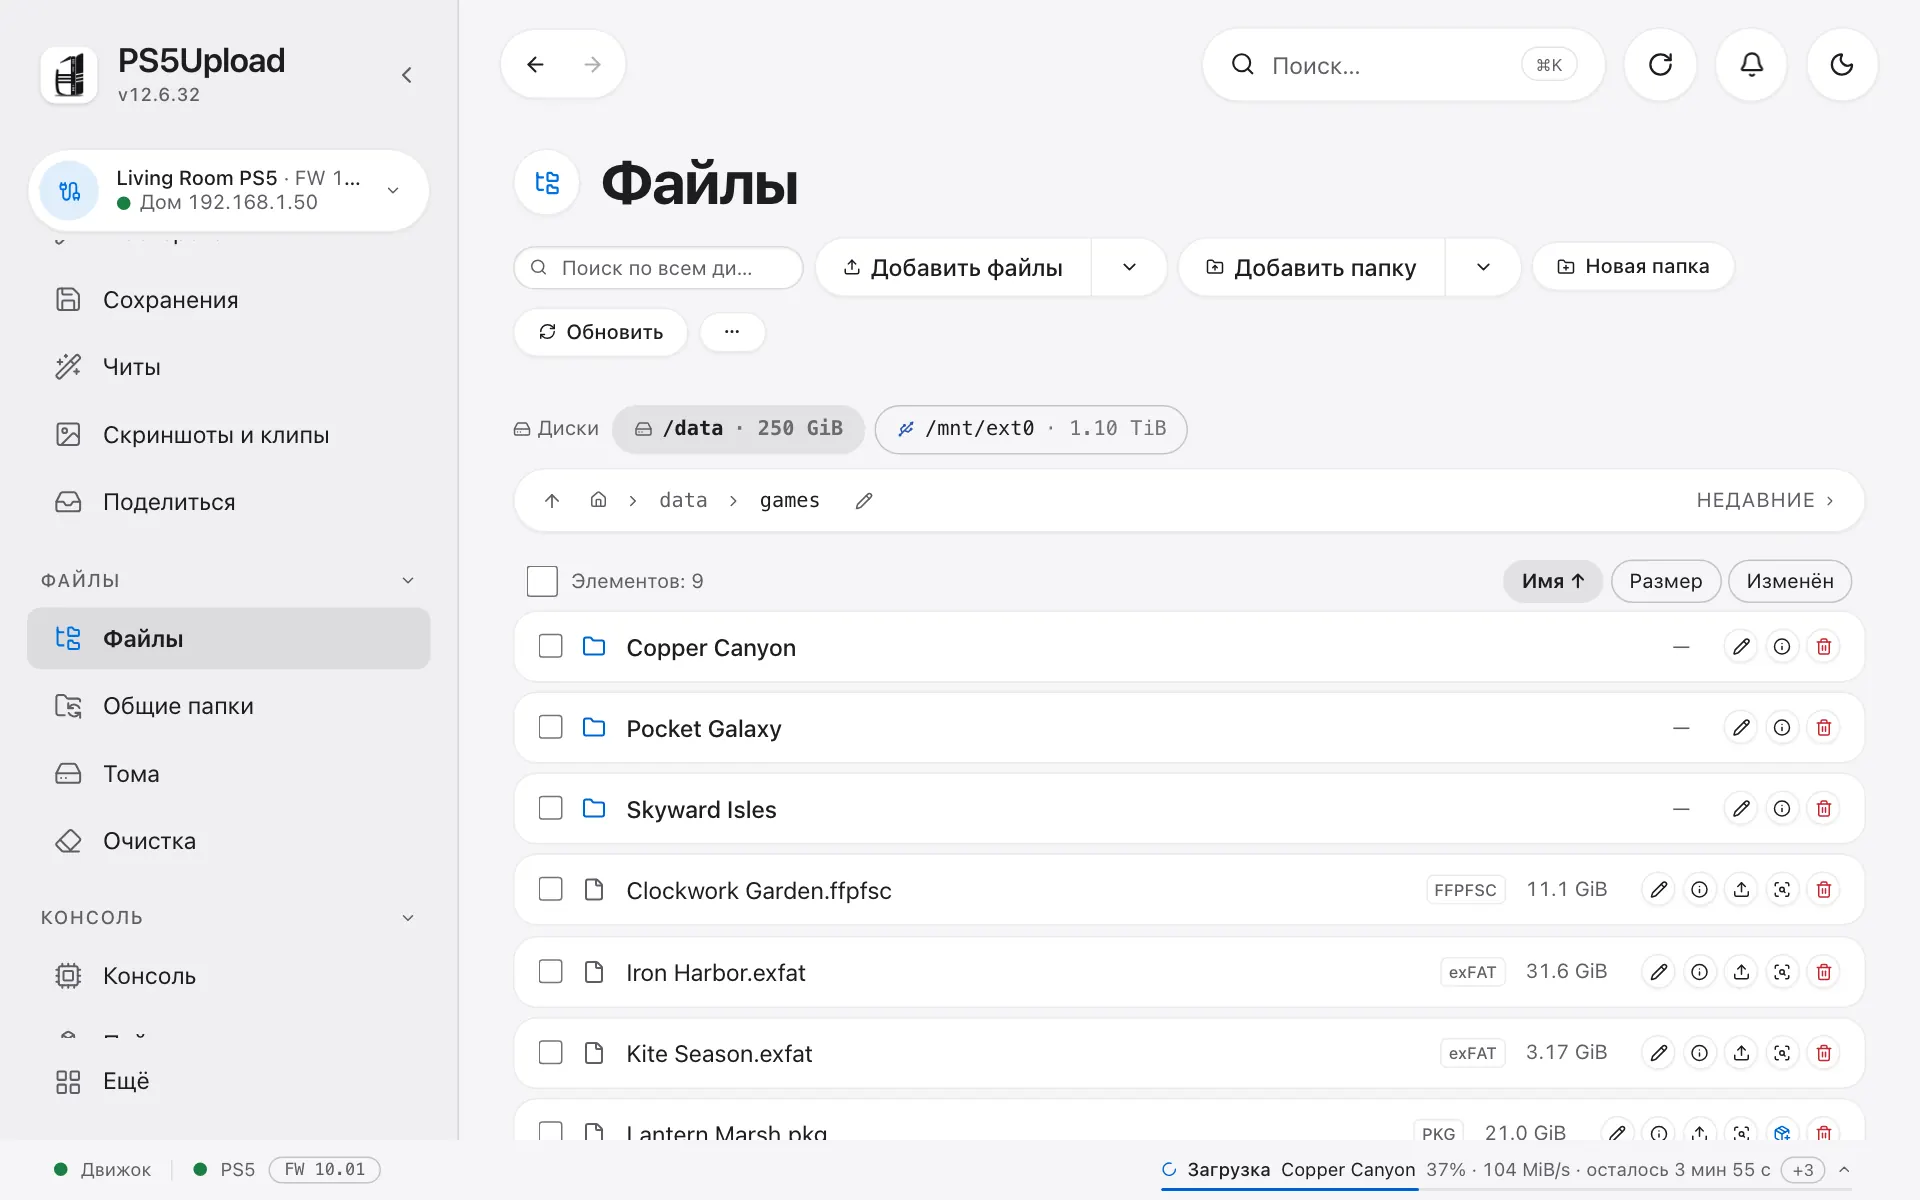 PS5Upload
v12.6.32
Living Room PS5 · FW 1...
Дом 192.168.1.50
Сохранения
Читы
Скриншоты и клипы
Поделиться
ФАЙЛЫ
Файлы
Общие папки
Тома
Очистка
КОНСОЛЬ
Консоль
Ещё
Поиск...
⌘K
Файлы
Поиск по всем ди...
Добавить файлы
Добавить папку
Новая папка
Обновить
···
Диски
/data · 250 GiB
/mnt/ext0 · 1.10 TiB
data › games
НЕДАВНИЕ ›
Элементов: 9
Имя ↑
Размер
Изменён
Copper Canyon —
Pocket Galaxy —
Skyward Isles —
Clockwork Garden.ffpfsc FFPFSC 11.1 GiB
Iron Harbor.exfat exFAT 31.6 GiB
Kite Season.exfat exFAT 3.17 GiB
Lantern Marsh.pkg PKG 21.0 GiB
Движок
PS5 FW 10.01
Загрузка Copper Canyon 37% · 104 MiB/s · осталось 3 мин 55 с +3